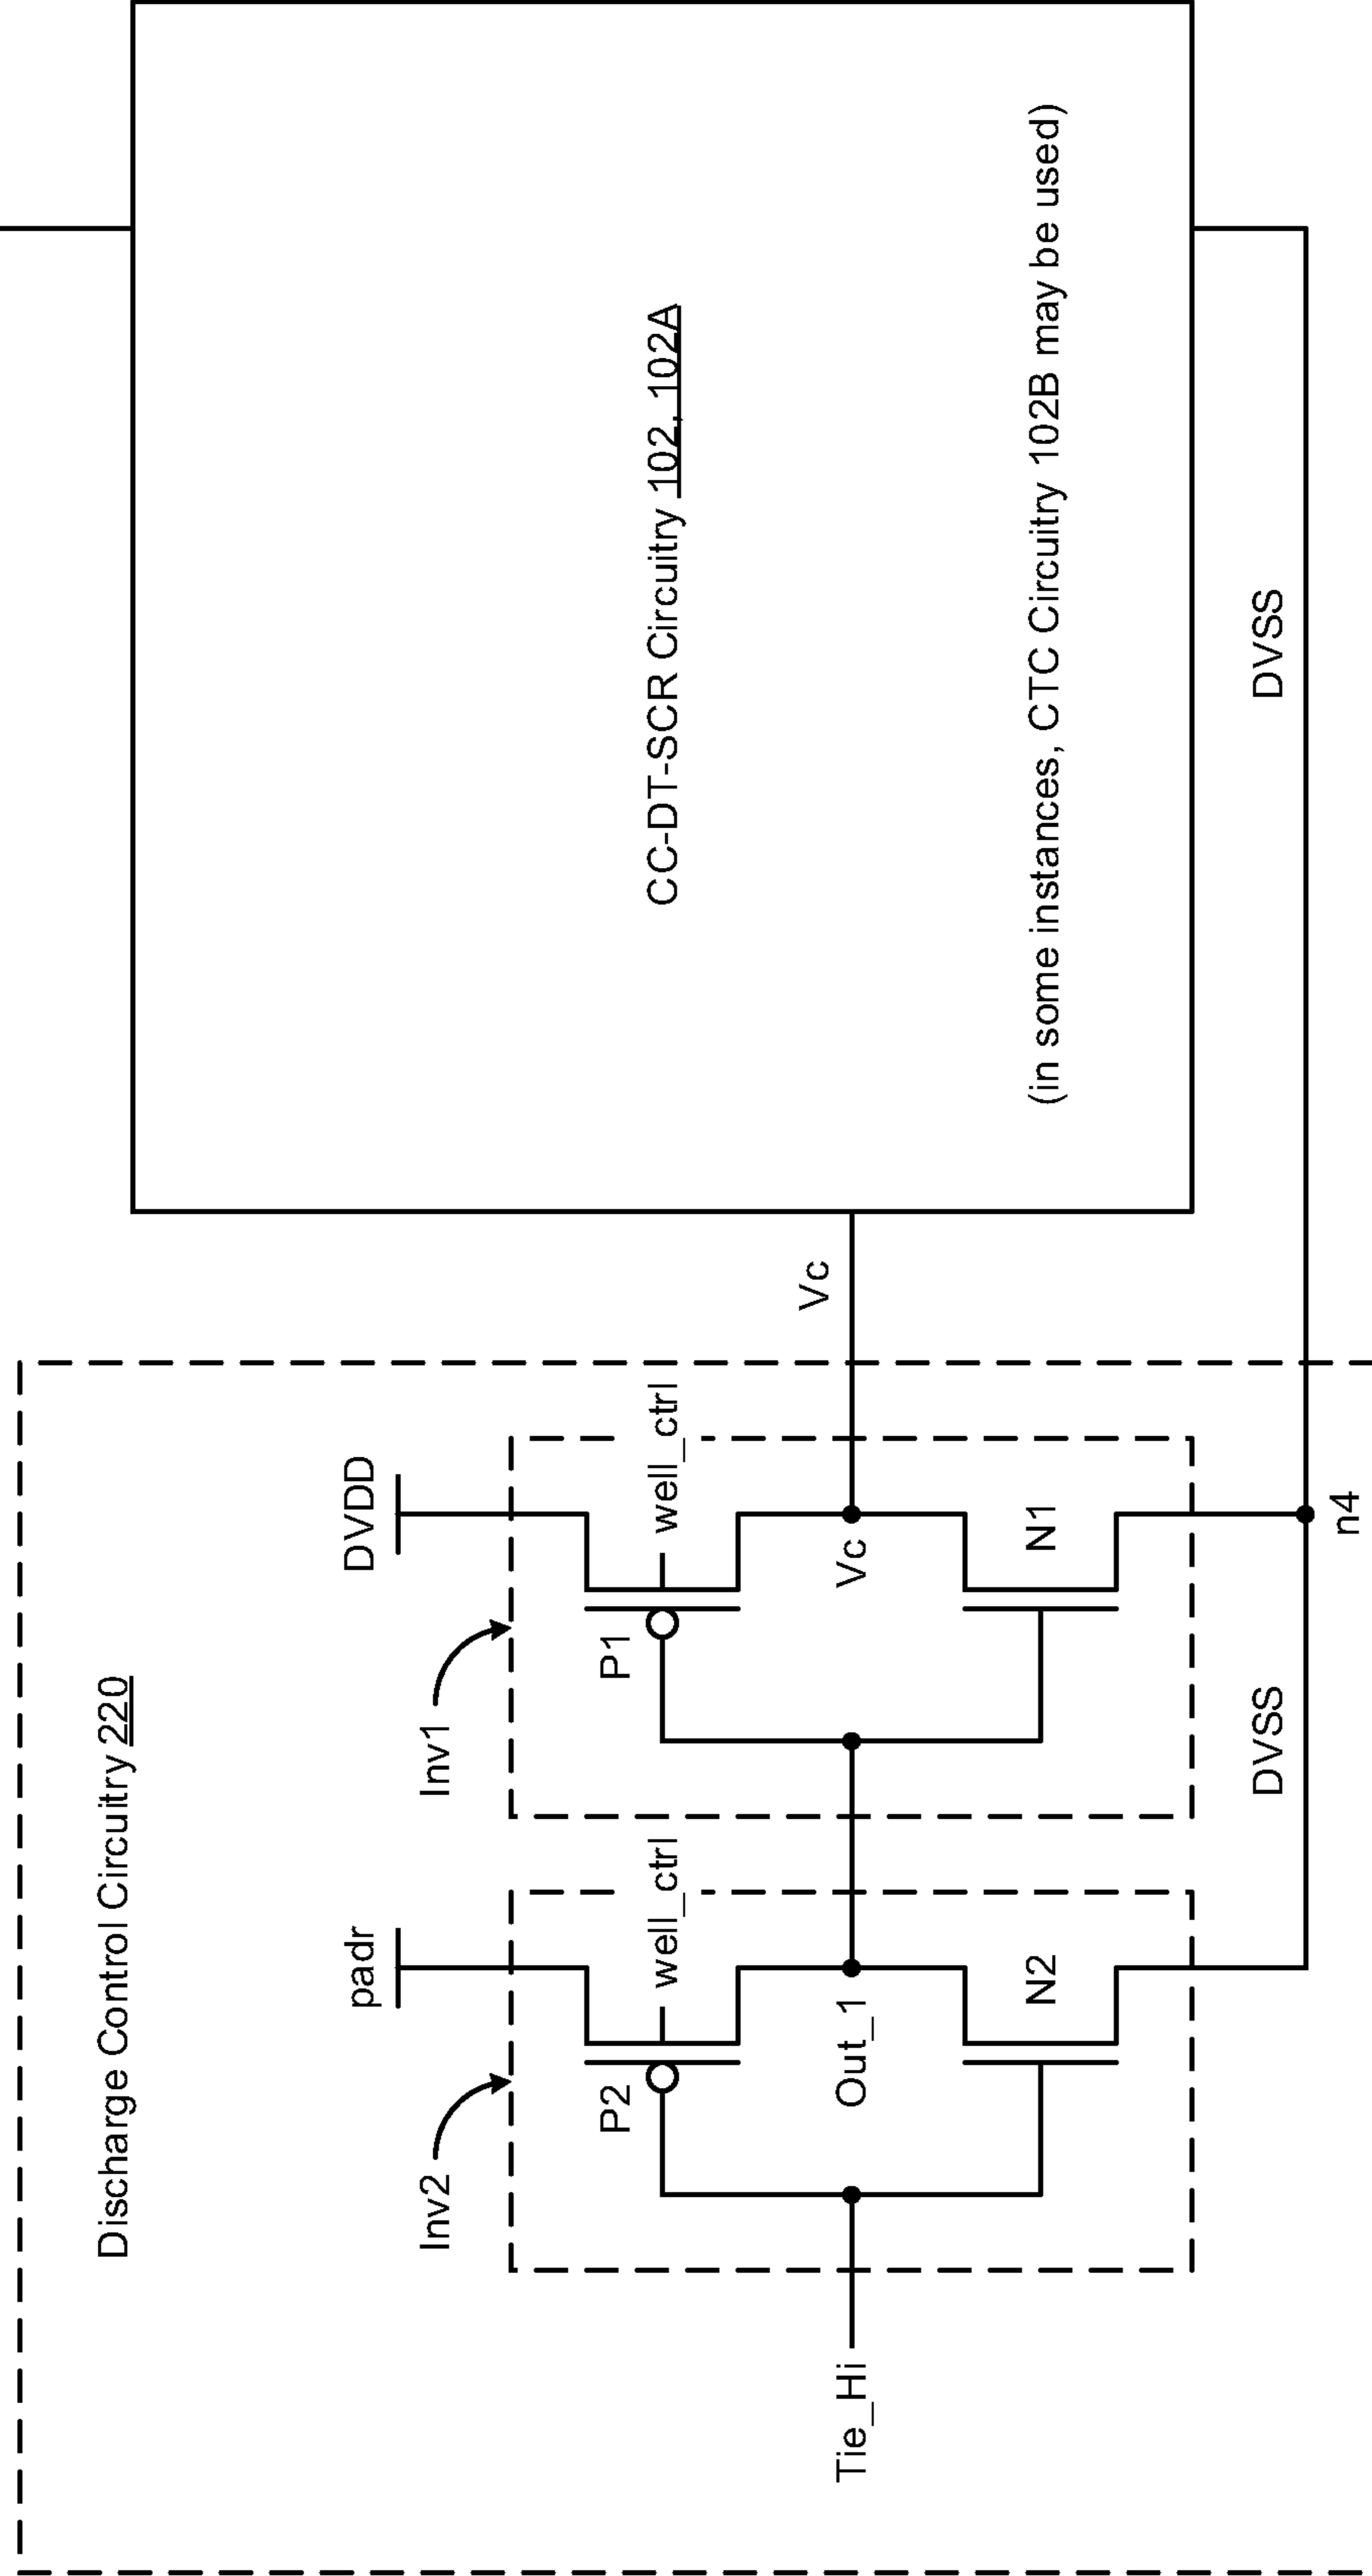 Discharge Control Circuitry 220
padr
DVDD
Inv2
Inv1
P2
well_ctrl
P1
well_ctrl
CC-DT-SCR Circuitry 102, 102A
Tie_Hi
Out_1
Vc
Vc
N2
N1
(in some instances, CTC Circuitry 102B may be used)
DVSS
DVSS
n4